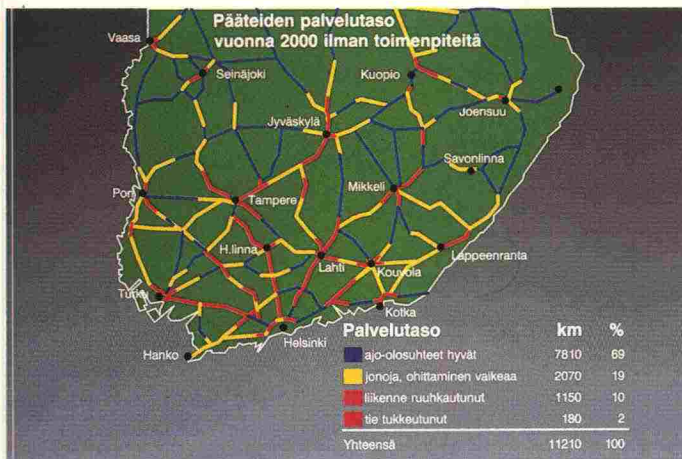 Pääteiden palvelutaso
vuonna 2000 ilman toimenpiteitä
Vaasa
Seinäjoki
Kuopio
Joensuu
Jyväskylä
Savonlinna
Mikkeli
Pori
Tampere
H.linna
Lahti
Kouvola
Lappeenranta
Turku
Kotka
Helsinki
Hanko
Palvelutaso km %
ajo-olosuhteet hyvät 7810 69
jonoja, ohittaminen vaikeaa 2070 19
liikenne ruuhkautunut 1150 10
tie tukkeutunut 180 2
Yhteensä 11210 100